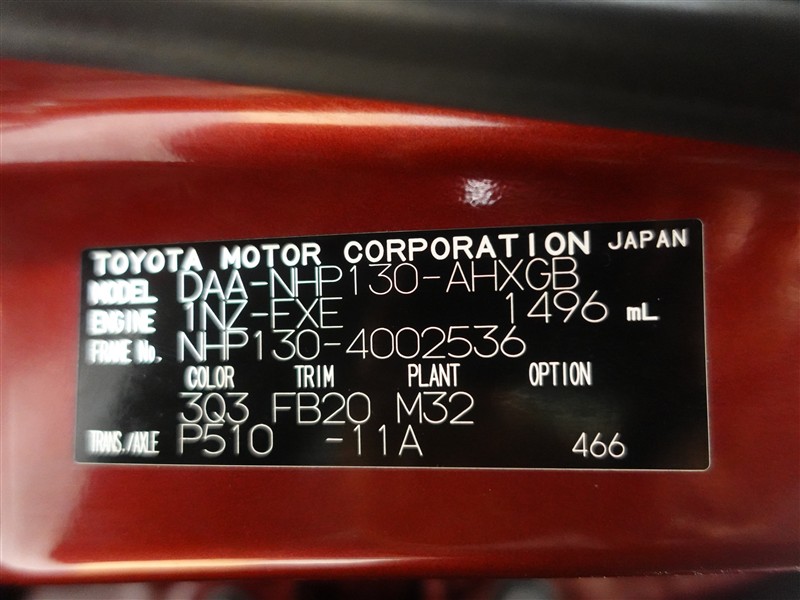 TOYOTA MOTOR CORPORATION JAPAN
MODEL DAA-NHP130-AHXGB
ENGINE 1NZ-FXE 1496 mL
FRAME No. NHP130-4002536
COLOR TRIM PLANT OPTION
3Q3 FB20 M32
TRANS./AXLE P510 -11A 466